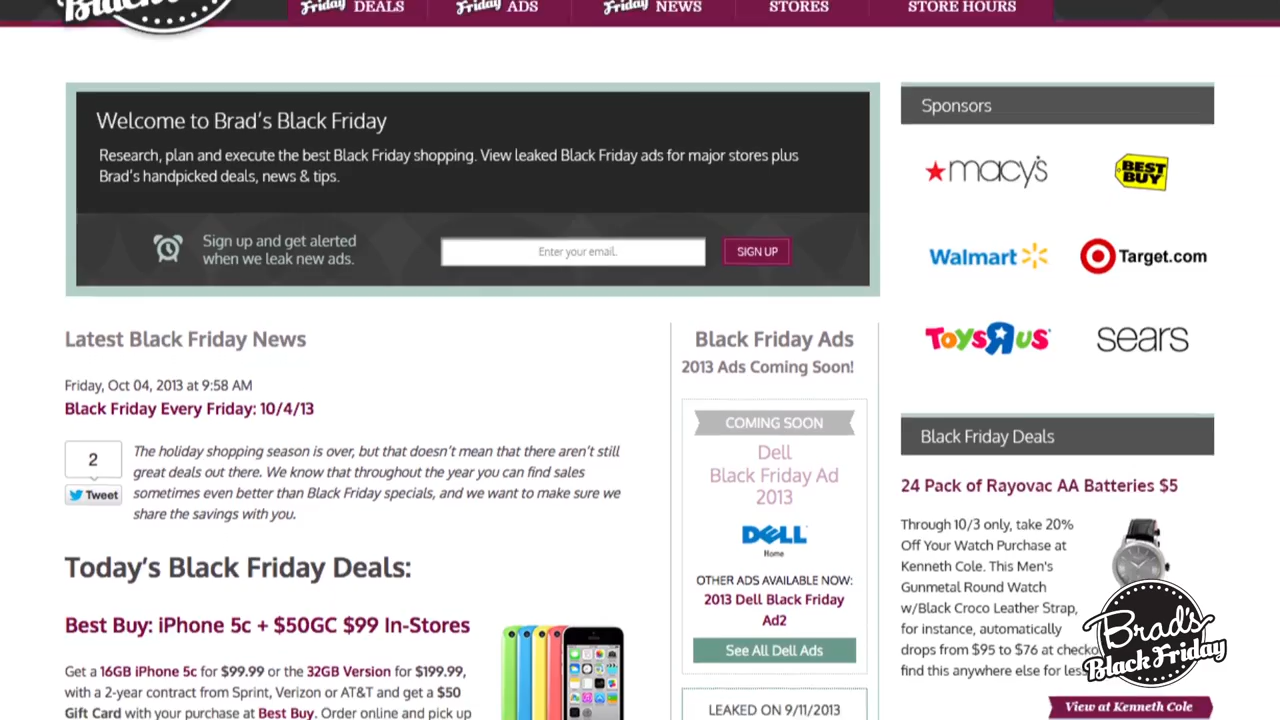 Black
Friday DEALS
Friday ADS
Friday NEWS
STORES
STORE HOURS
Welcome to Brad's Black Friday
Research, plan and execute the best Black Friday shopping. View leaked Black Friday ads for major stores plus
Brad's handpicked deals, news & tips.
Sign up and get alerted
when we leak new ads.
Enter your email.
SIGN UP
Latest Black Friday News
Friday, Oct 04, 2013 at 9:58 AM
Black Friday Every Friday: 10/4/13
2
Tweet
The holiday shopping season is over, but that doesn't mean that there aren't still
great deals out there. We know that throughout the year you can find sales
sometimes even better than Black Friday specials, and we want to make sure we
share the savings with you.
Today's Black Friday Deals:
Best Buy: iPhone 5c + $50GC $99 In-Stores
Get a 16GB iPhone 5c for $99.99 or the 32GB Version for $199.99,
with a 2-year contract from Sprint, Verizon or AT&T and get a $50
Gift Card with your purchase at Best Buy. Order online and pick up
Black Friday Ads
2013 Ads Coming Soon!
COMING SOON
Dell
Black Friday Ad
2013
DELL
Home
OTHER ADS AVAILABLE NOW:
2013 Dell Black Friday
Ad2
See All Dell Ads
LEAKED ON 9/11/2013
Sponsors
macy's
BEST
BUY
Walmart
Target.com
TOYS R US
sears
Black Friday Deals
24 Pack of Rayovac AA Batteries $5
Through 10/3 only, take 20%
Off Your Watch Purchase at
Kenneth Cole. This Men's
Gunmetal Round Watch
w/Black Croco Leather Strap,
for instance, automatically
drops from $95 to $76 at checko
find this anywhere else for les
View at Kenneth Cole
Brad's
Black Friday